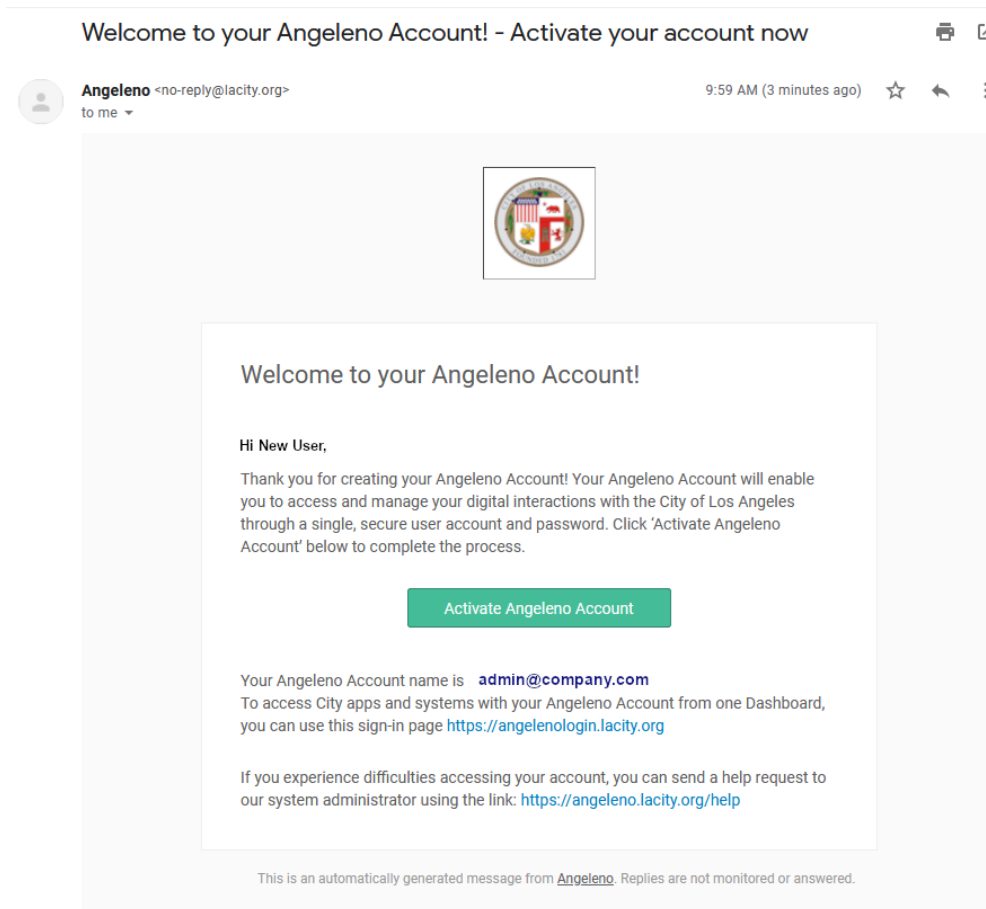 Welcome to your Angeleno Account! - Activate your account now
Angeleno <no-reply@lacity.org>
9:59 AM (3 minutes ago)
to me
CITY OF LOS ANGELES
FOUNDED 1781
Welcome to your Angeleno Account!
Hi New User,
Thank you for creating your Angeleno Account! Your Angeleno Account will enable
you to access and manage your digital interactions with the City of Los Angeles
through a single, secure user account and password. Click ‘Activate Angeleno
Account’ below to complete the process.
Activate Angeleno Account
Your Angeleno Account name is admin@company.com
To access City apps and systems with your Angeleno Account from one Dashboard,
you can use this sign-in page https://angelenologin.lacity.org
If you experience difficulties accessing your account, you can send a help request to
our system administrator using the link: https://angeleno.lacity.org/help
This is an automatically generated message from Angeleno. Replies are not monitored or answered.